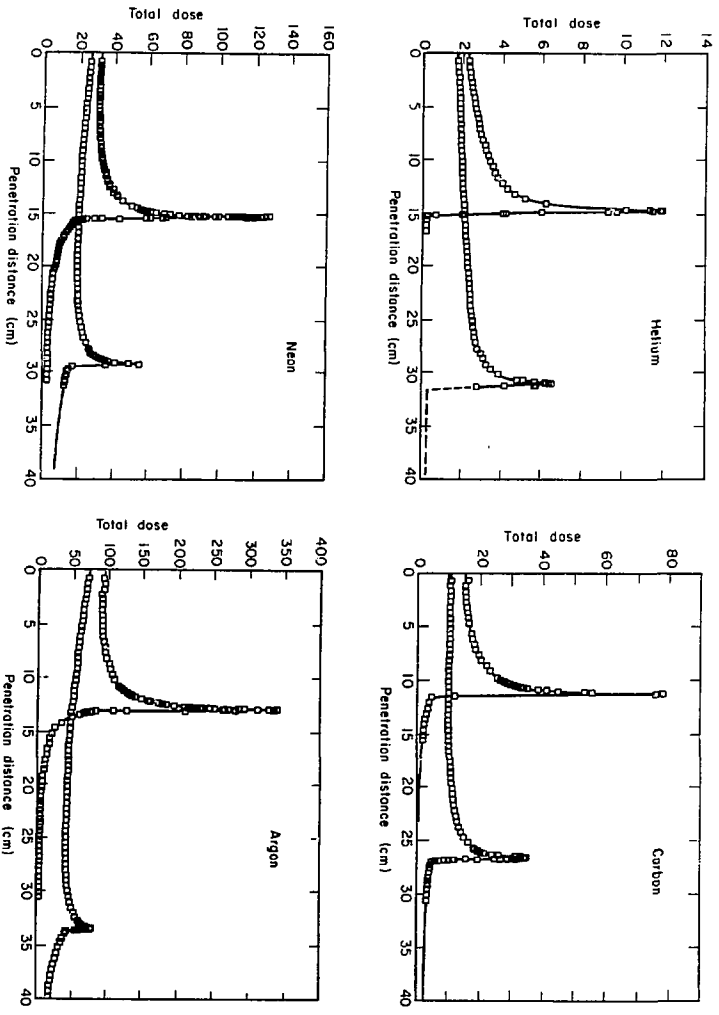 Total dose
14
12
10
8
6
4
2
0
Helium
0 5 10 15 20 25 30 35 40
Penetration distance (cm)
Total dose
80
60
40
20
0
Carbon
0 5 10 15 20 25 30 35 40
Penetration distance (cm)
Total dose
160
140
120
100
80
60
40
20
0
Neon
0 5 10 15 20 25 30 35 40
Penetration distance (cm)
Total dose
400
350
300
250
200
150
100
50
0
Argon
0 5 10 15 20 25 30 35 40
Penetration distance (cm)